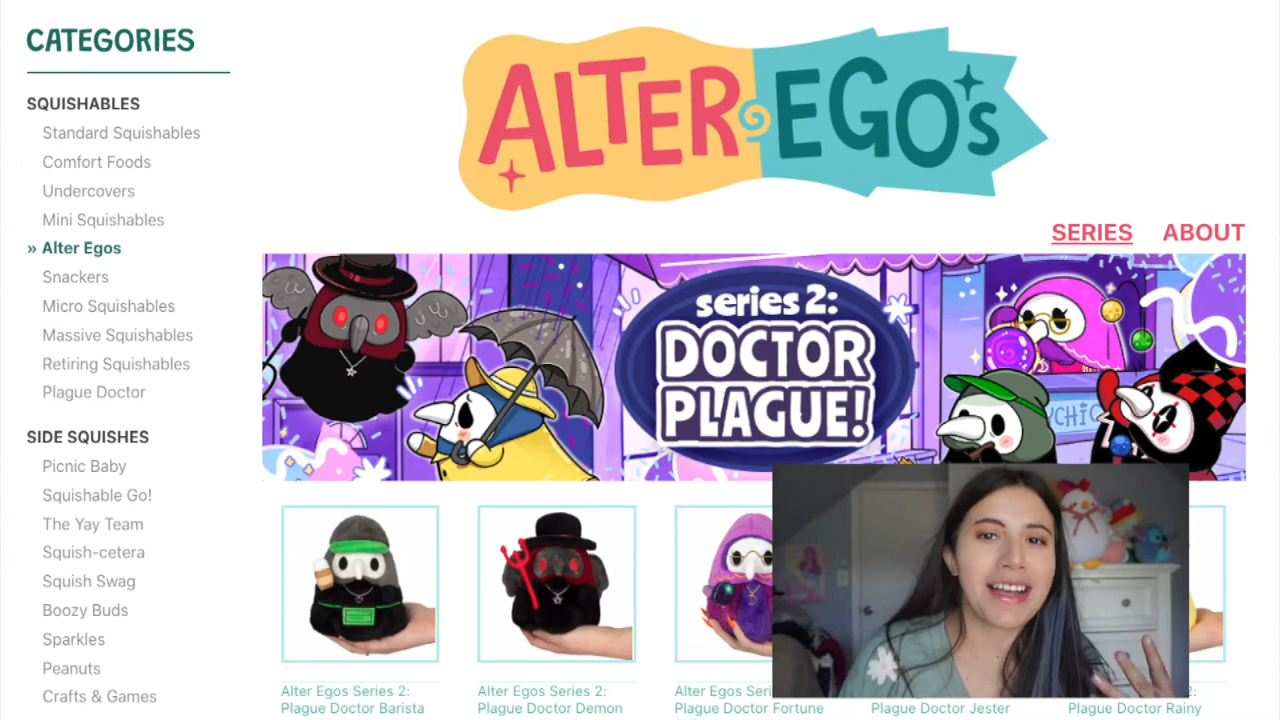 CATEGORIES
SQUISHABLES
Standard Squishables
Comfort Foods
Undercovers
Mini Squishables
» Alter Egos
Snackers
Micro Squishables
Massive Squishables
Retiring Squishables
Plague Doctor
SIDE SQUISHES
Picnic Baby
Squishable Go!
The Yay Team
Squish-cetera
Squish Swag
Boozy Buds
Sparkles
Peanuts
Crafts & Games
ALTER EGOs
SERIES ABOUT
series 2:
DOCTOR
PLAGUE!
YCHIC
Alter Egos Series 2:
Plague Doctor Barista
Alter Egos Series 2:
Plague Doctor Demon
Alter Egos Seri
Plague Doctor Fortune
Plague Doctor Jester
2:
Plague Doctor Rainy